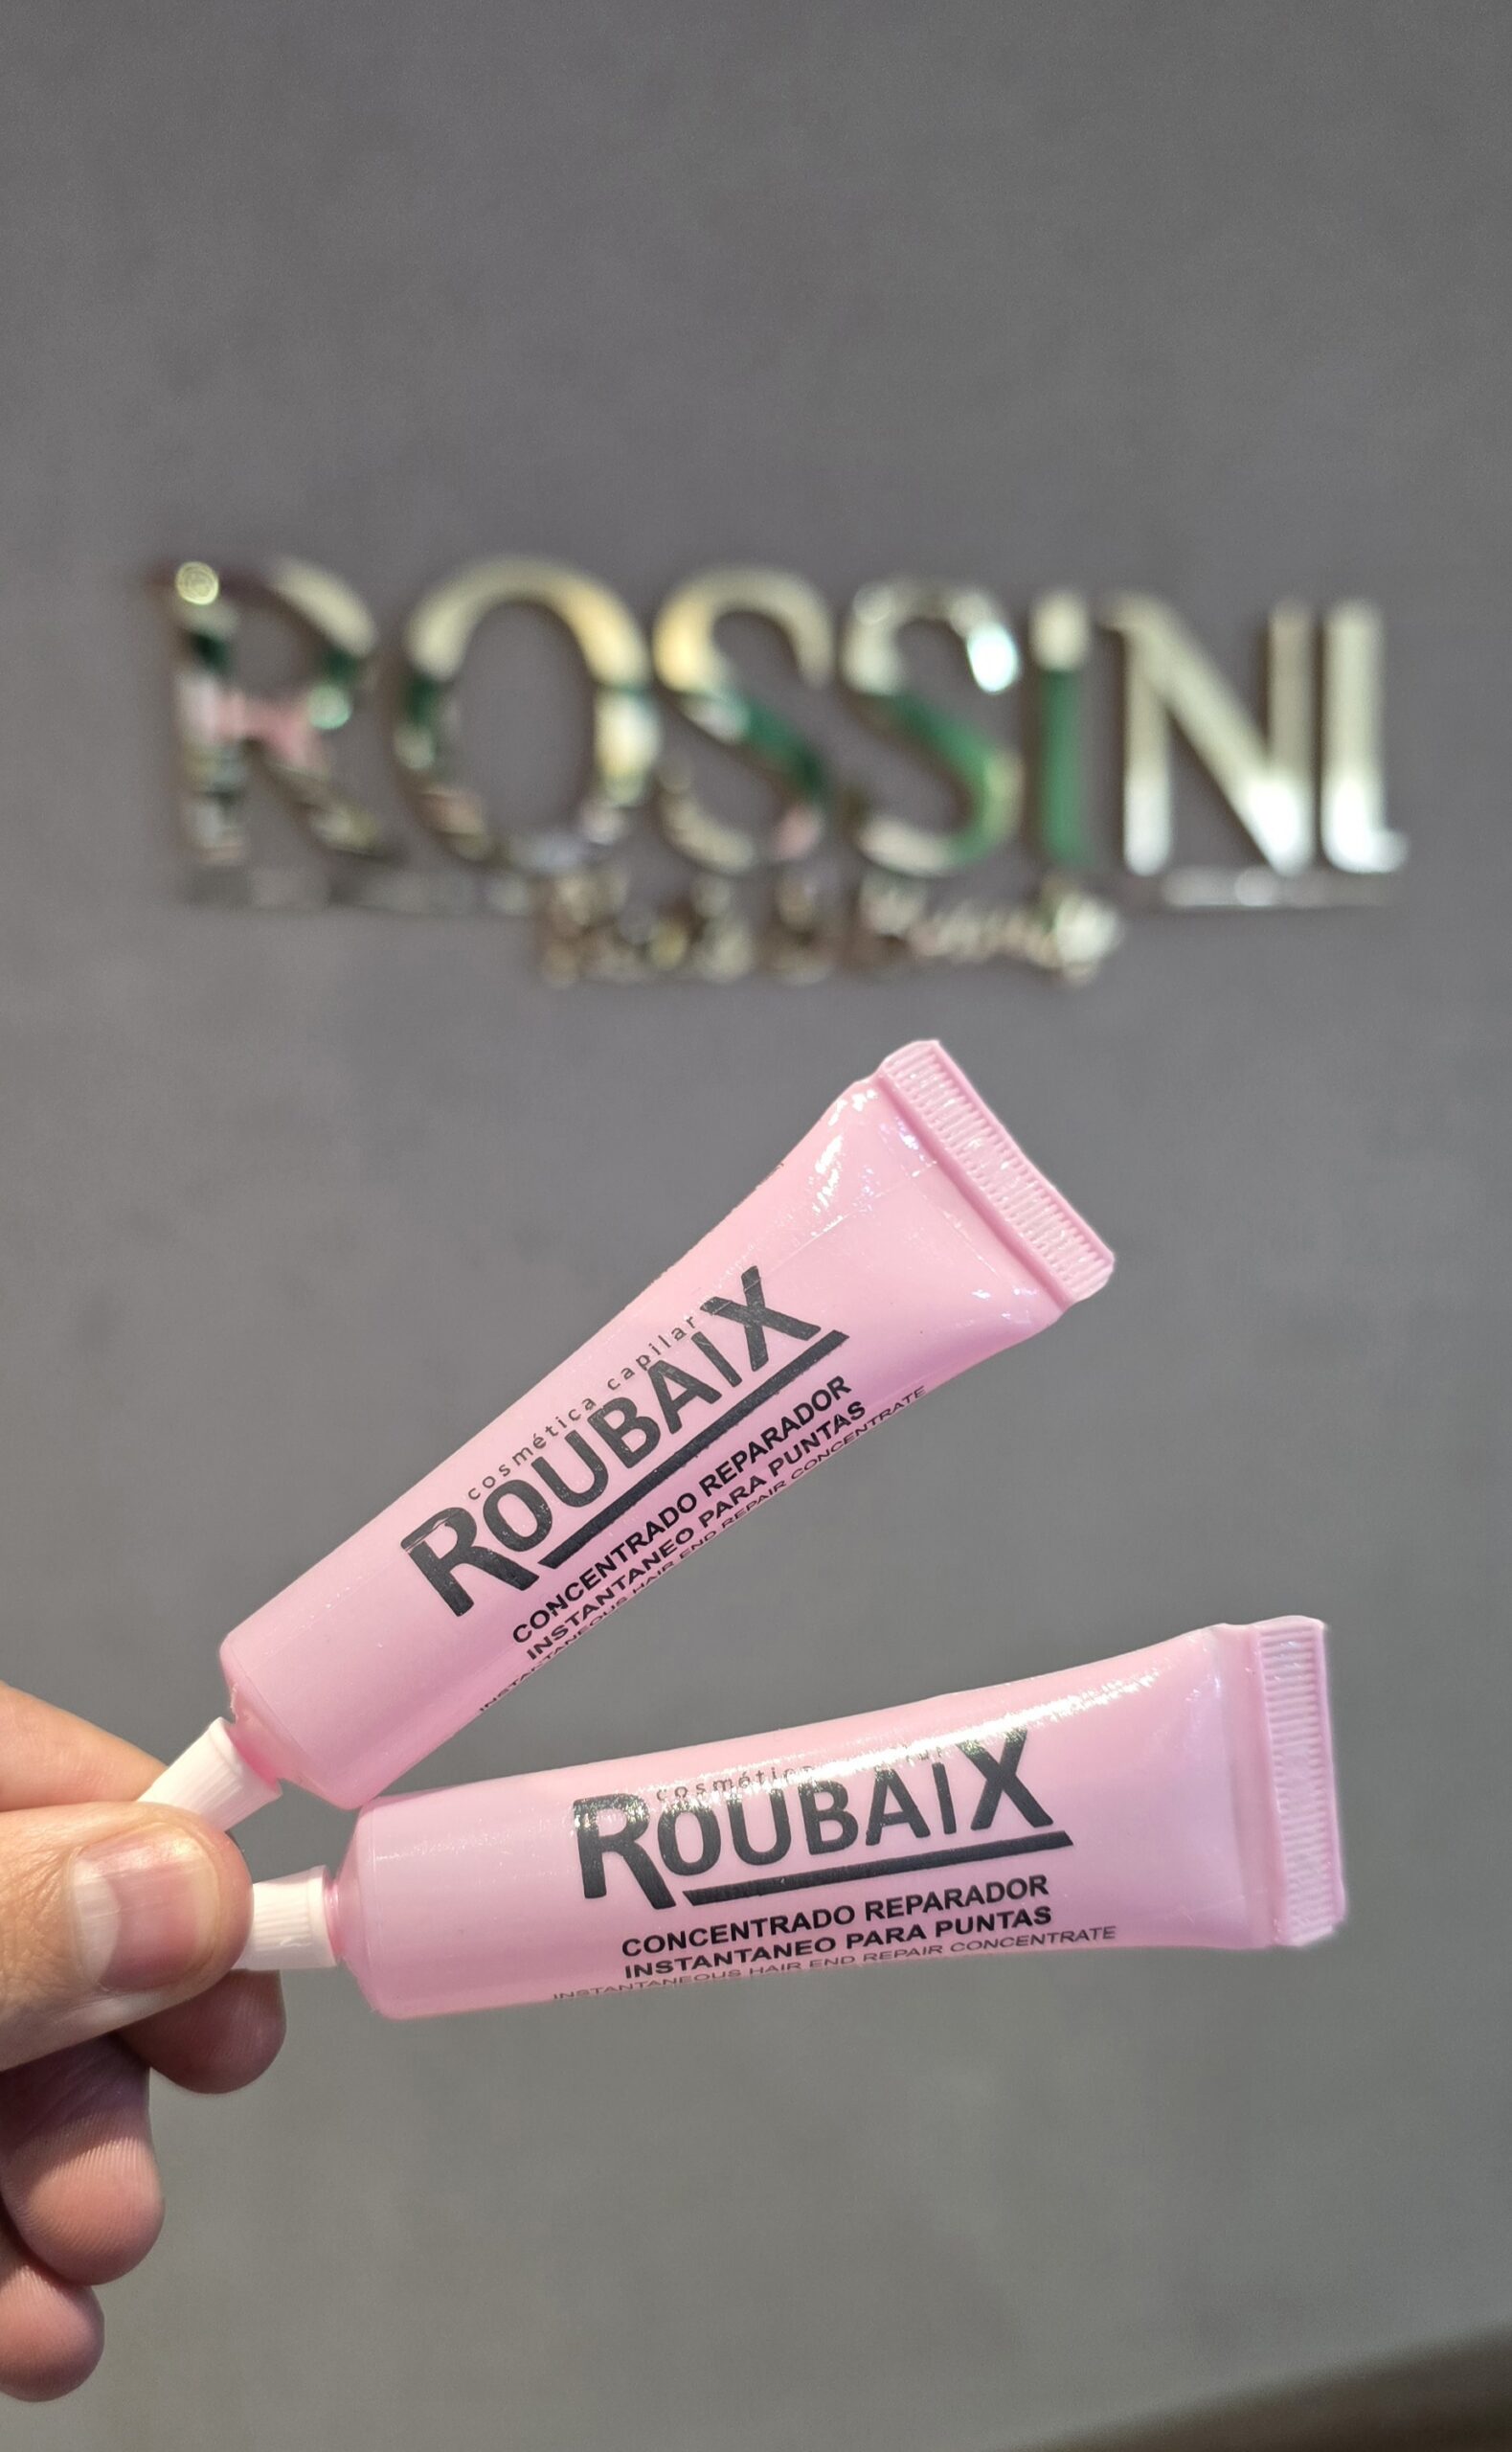 ROSSINI
cosmética capilar
ROUBAIX
CONCENTRADO REPARADOR
INSTANTANEO PARA PUNTAS
INSTANTANEOUS HAIR END REPAIR CONCENTRATE
ROUBAIX
CONCENTRADO REPARADOR
INSTANTANEO PARA PUNTAS
INSTANTANEOUS HAIR END REPAIR CONCENTRATE